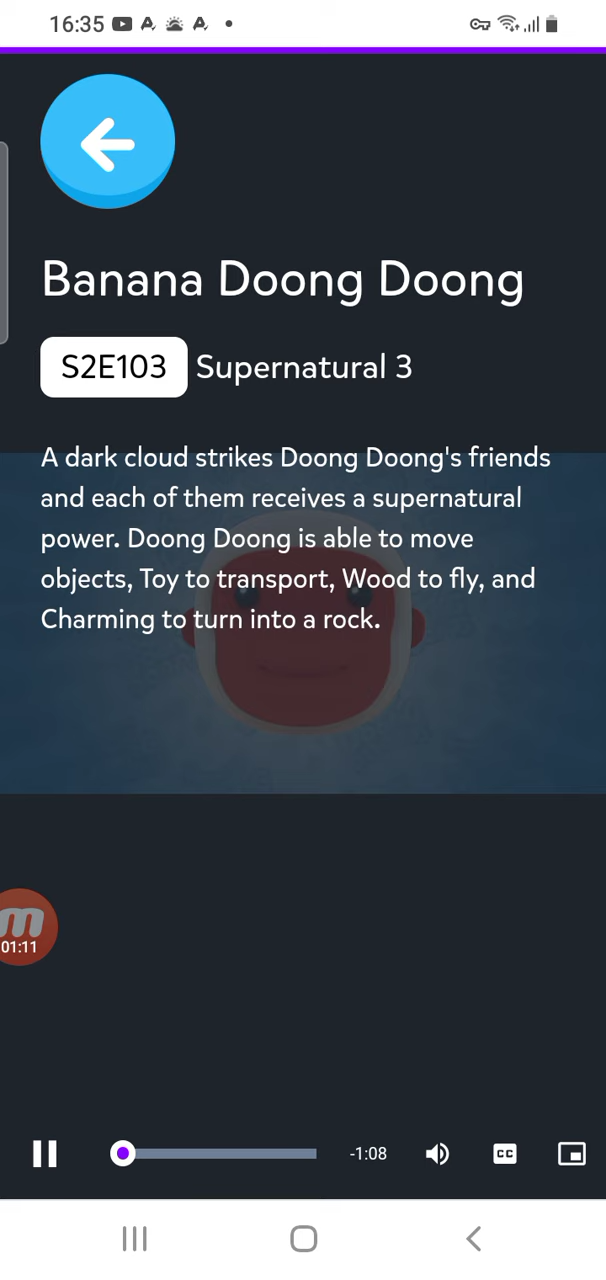 16:35
Banana Doong Doong
S2E103 Supernatural 3
A dark cloud strikes Doong Doong's friends
and each of them receives a supernatural
power. Doong Doong is able to move
objects, Toy to transport, Wood to fly, and
Charming to turn into a rock.
m
01:11
-1:08
CC